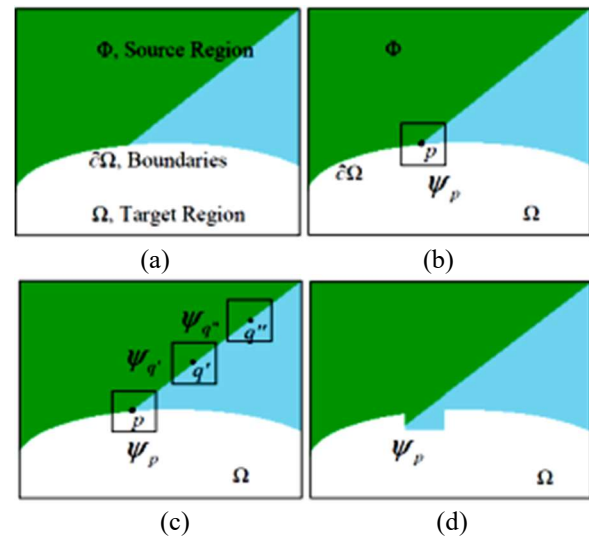 Φ, Source Region
∂Ω, Boundaries
Ω, Target Region
(a)
Φ
p
∂Ω
Ψp
Ω
(b)
Ψq''
q''
Ψq'
q'
p
Ψp
Ω
(c)
Ψp
Ω
(d)